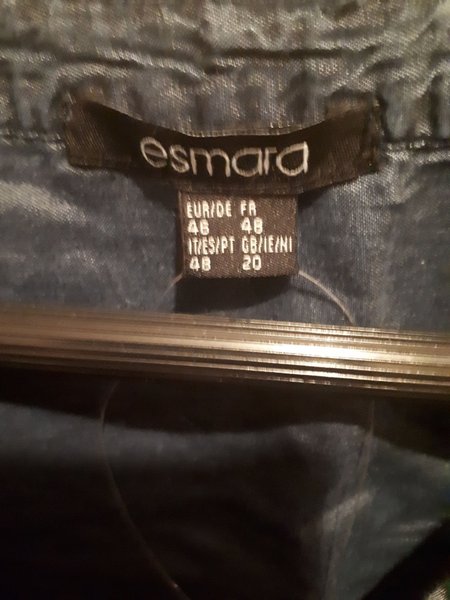 esmara
EUR/DE FR
46 48
IT/ES/PT GB/IE/NI
48 20